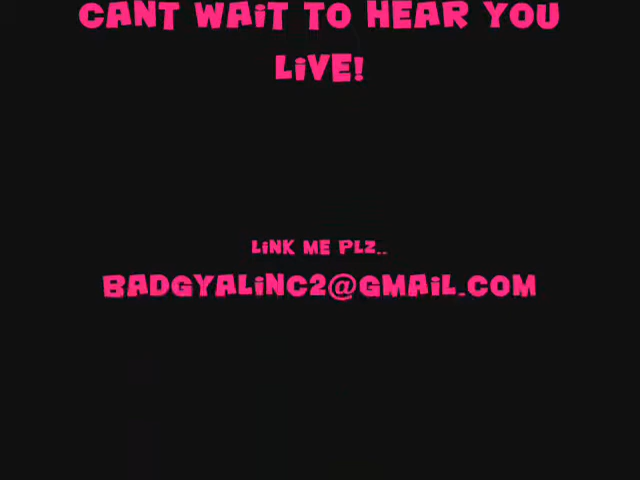 CANT WAiT TO HEAR YOU
LiVE!
LiNK ME PLZ..
BADGYALiNC2@GMAiL.COM